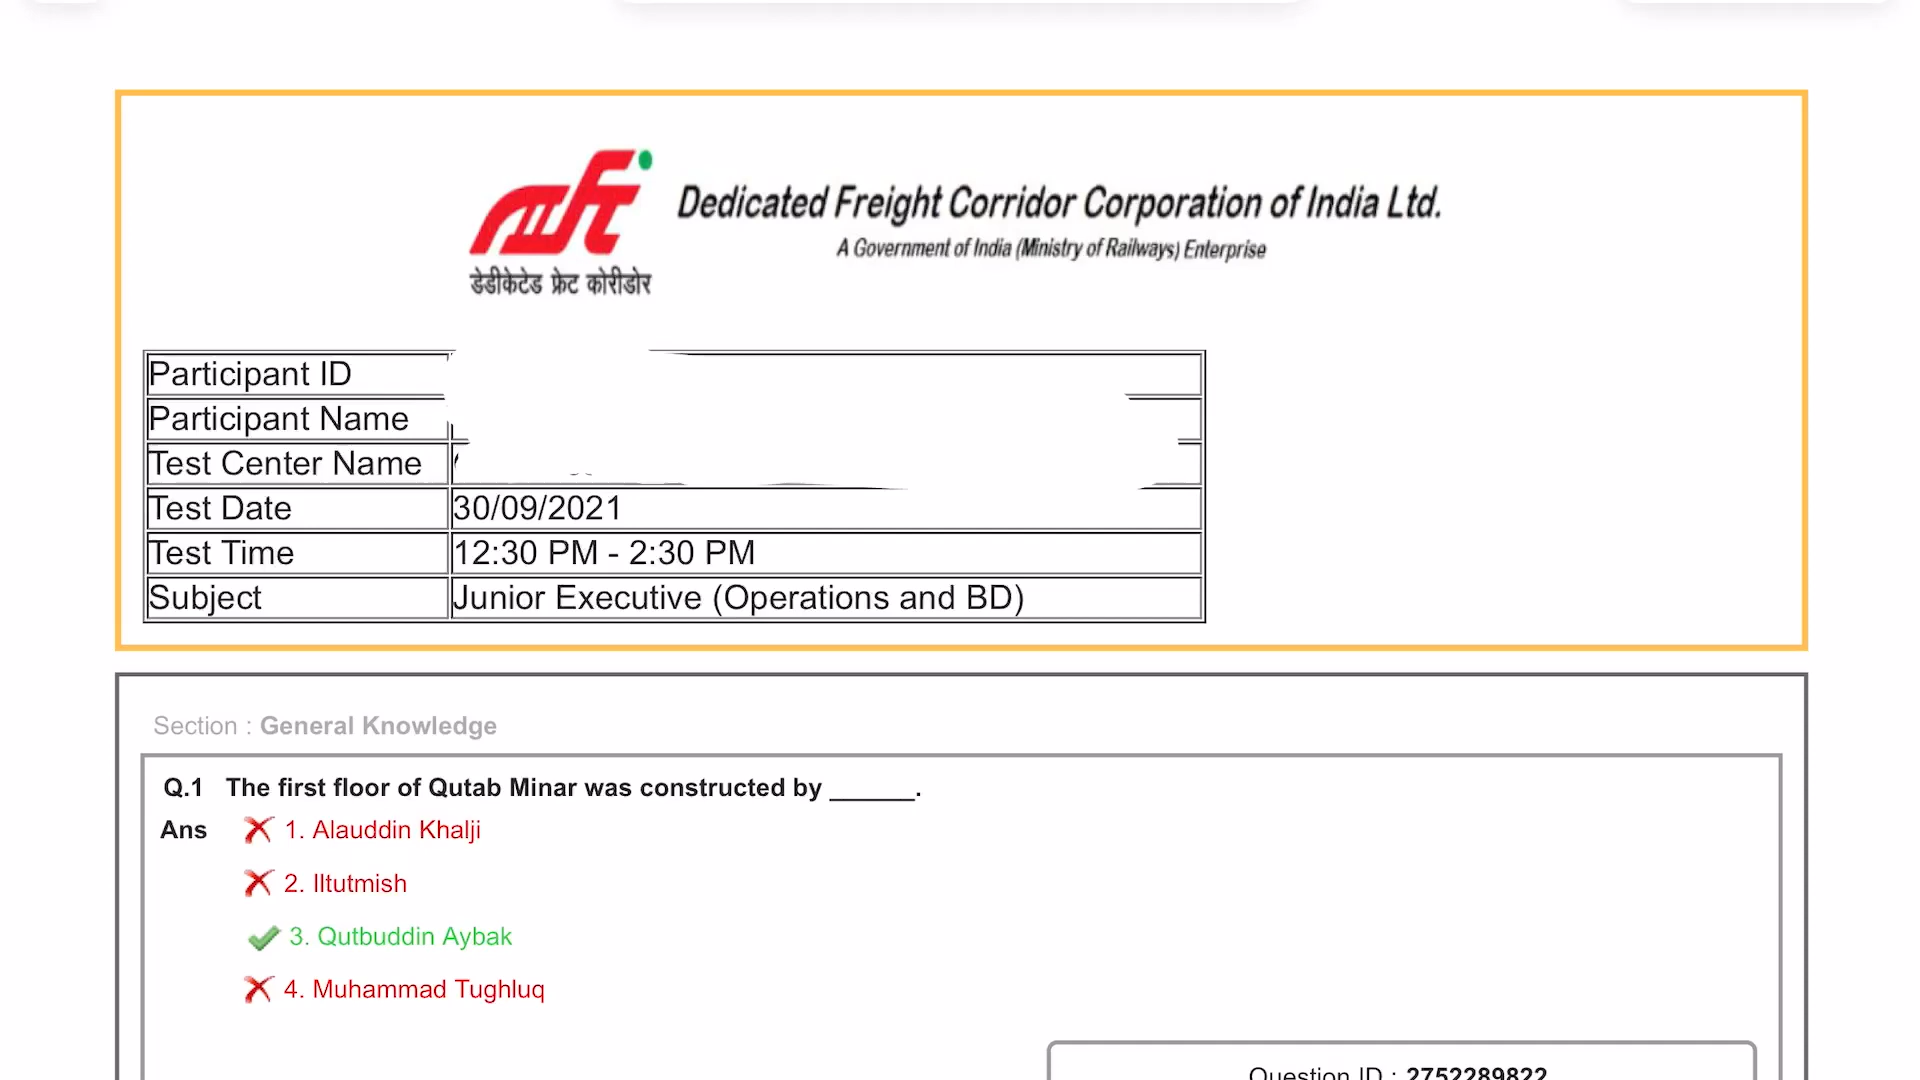 Dedicated Freight Corridor Corporation of India Ltd.
A Government of India (Ministry of Railways) Enterprise
डेडीकेटेड फ्रेट कोरीडोर
Participant ID
Participant Name
Test Center Name
Test Date 30/09/2021
Test Time 12:30 PM - 2:30 PM
Subject Junior Executive (Operations and BD)
Section : General Knowledge
Q.1 The first floor of Qutab Minar was constructed by ______.
Ans 1. Alauddin Khalji
2. Iltutmish
3. Qutbuddin Aybak
4. Muhammad Tughluq
Question ID : 2752289822